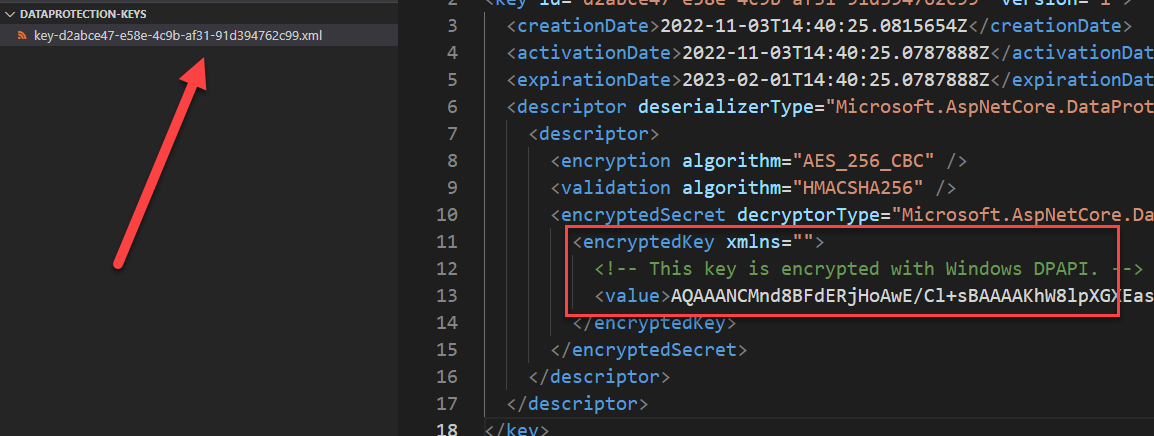 DATAPROTECTION-KEYS
key-d2abce47-e58e-4c9b-af31-91d394762c99.xml
2 <key id="d2abce47-e58e-4c9b-af31-91d394762c99" version="1"
3 <creationDate>2022-11-03T14:40:25.0815654Z</creationDate>
4 <activationDate>2022-11-03T14:40:25.0787888Z</activationDat
5 <expirationDate>2023-02-01T14:40:25.0787888Z</expirationDat
6 <descriptor deserializerType="Microsoft.AspNetCore.DataProt
7 <descriptor>
8 <encryption algorithm="AES_256_CBC" />
9 <validation algorithm="HMACSHA256" />
10 <encryptedSecret decryptorType="Microsoft.AspNetCore.Da
11 <encryptedKey xmlns="">
12 <!-- This key is encrypted with Windows DPAPI. -->
13 <value>AQAAANCMnd8BFdERjHoAwE/Cl+sBAAAAKhW8lpXGXEas
14 </encryptedKey>
15 </encryptedSecret>
16 </descriptor>
17 </descriptor>
18 </key>